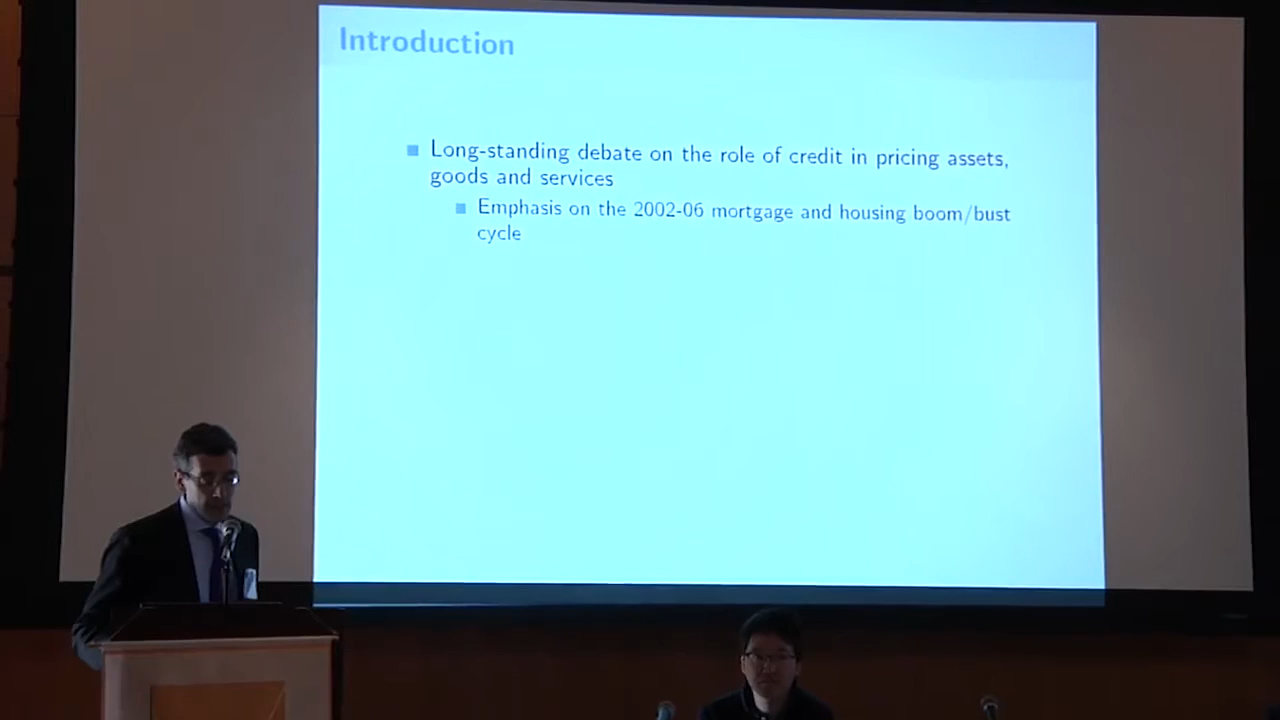 Introduction
Long-standing debate on the role of credit in pricing assets,
goods and services
Emphasis on the 2002-06 mortgage and housing boom/bust
cycle